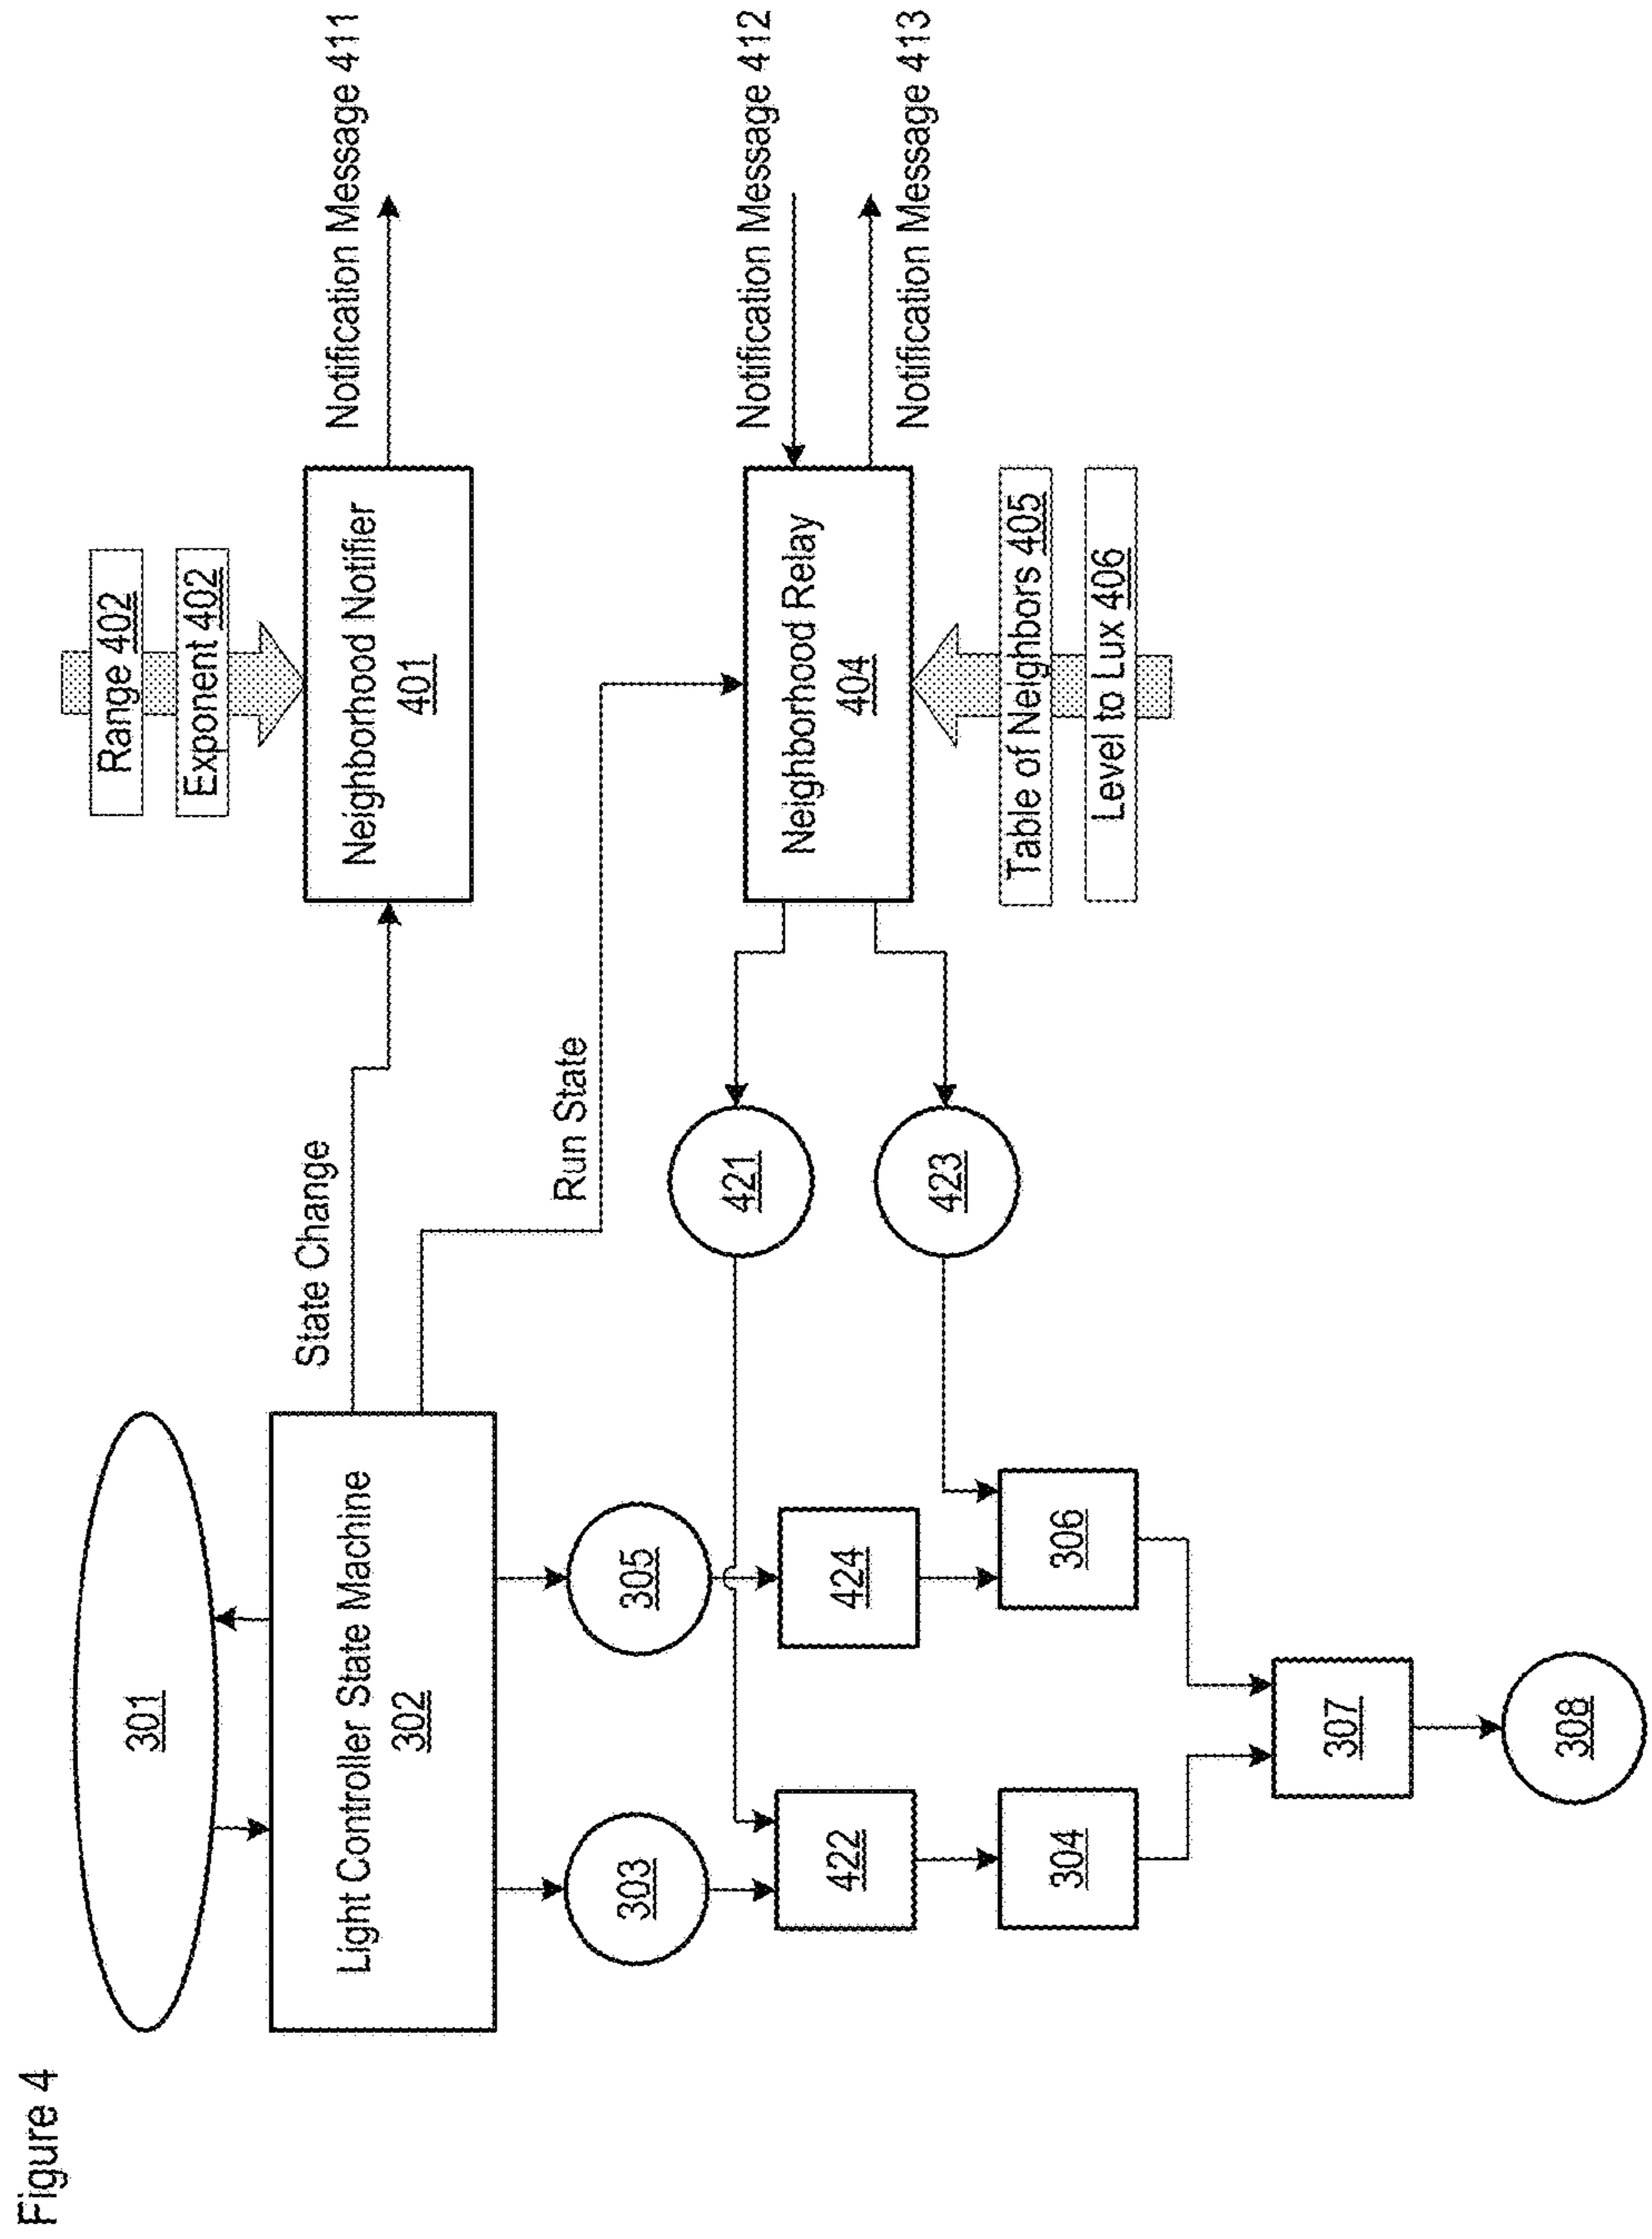 Figure 4
301
Light Controller State Machine
302
State Change
Run State
Range 402
Exponent 402
Neighborhood Notifier
401
Notification Message 411
Neighborhood Relay
404
Notification Message 412
Notification Message 413
Table of Neighbors 405
Level to Lux 406
303
305
421
423
422
424
304
306
307
308